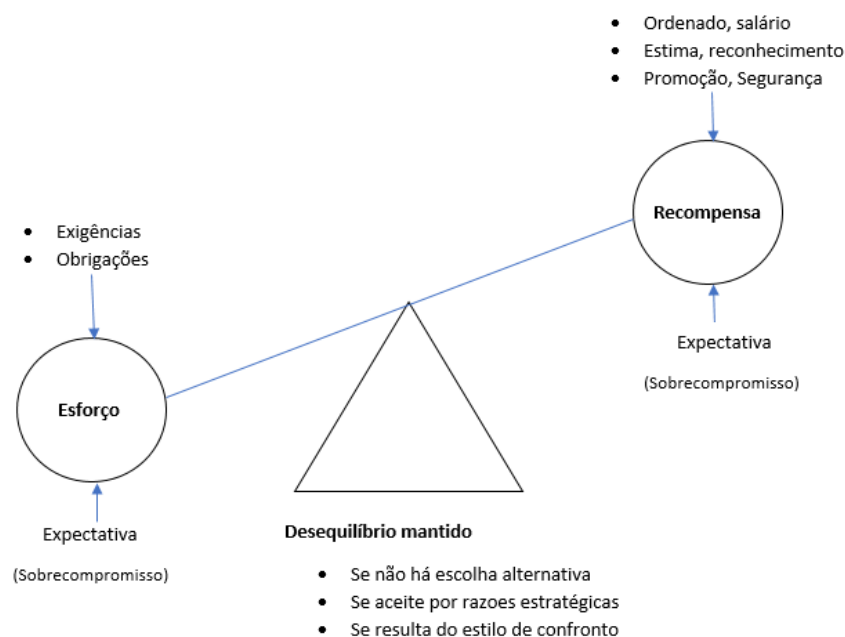 • Ordenado, salário
• Estima, reconhecimento
• Promoção, Segurança
Recompensa
Expectativa
(Sobrecompromisso)
• Exigências
• Obrigações
Esforço
Expectativa
(Sobrecompromisso)
Desequilíbrio mantido
• Se não há escolha alternativa
• Se aceite por razoes estratégicas
• Se resulta do estilo de confronto